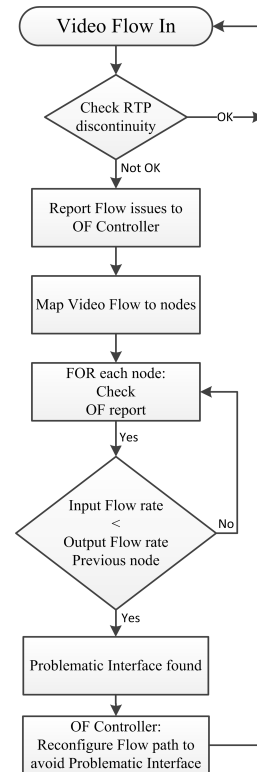 Video Flow In
Check RTP
discontinuity
OK
Not OK
Report Flow issues to
OF Controller
Map Video Flow to nodes
FOR each node:
Check
OF report
Yes
Input Flow rate
<
Output Flow rate
Previous node
No
Yes
Problematic Interface found
OF Controller:
Reconfigure Flow path to
avoid Problematic Interface